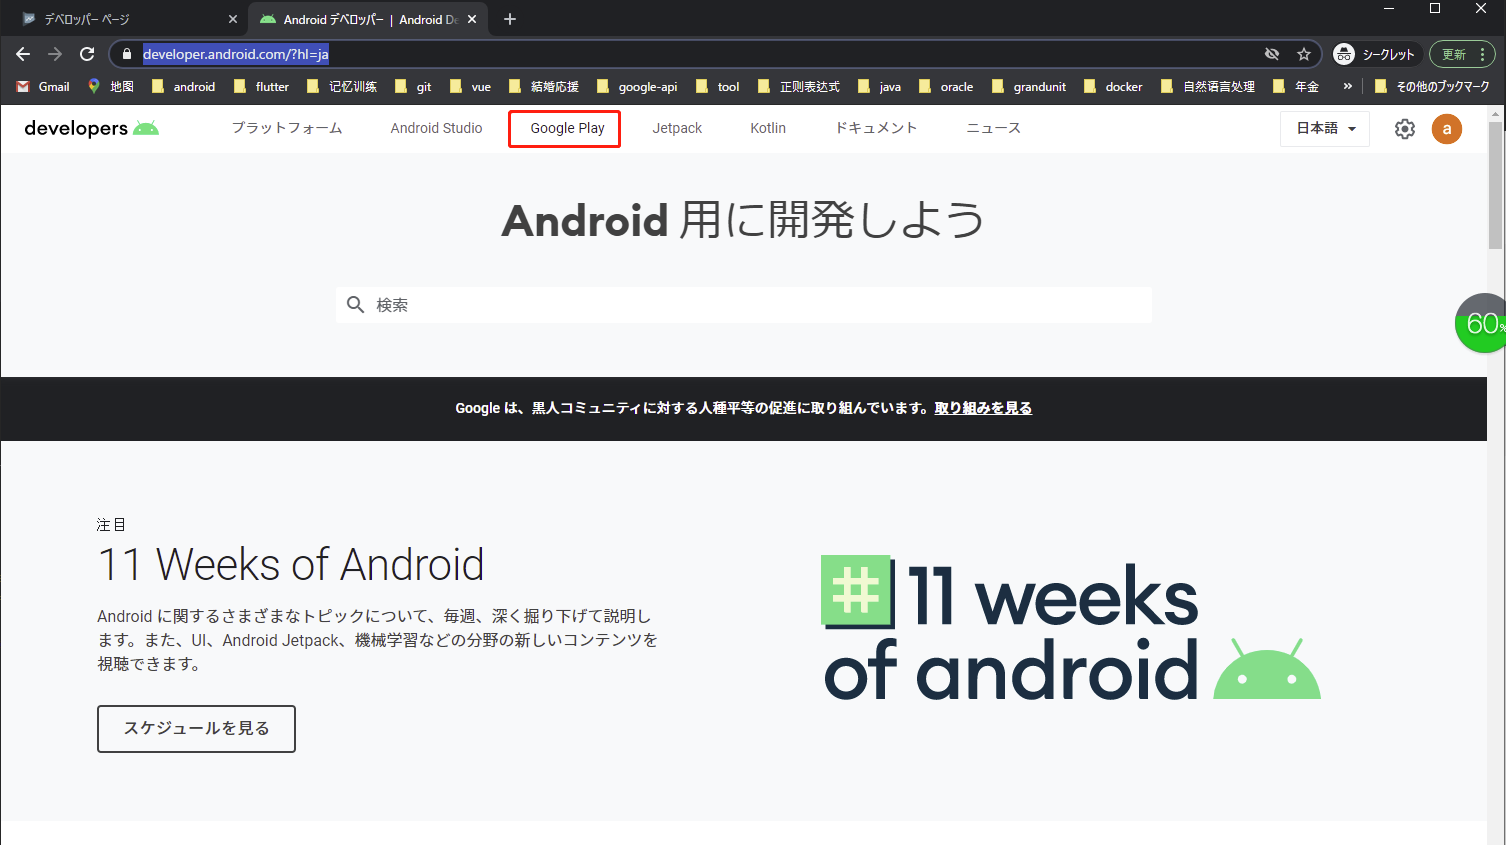 デベロッパー ページ
Android デベロッパー | Android De
developer.android.com/?hl=ja
シークレット
更新
Gmail
地图
android
flutter
记忆训练
git
vue
結婚応援
google-api
tool
正则表达式
java
oracle
grandunit
docker
自然语言处理
年金
»
その他のブックマーク
developers
プラットフォーム
Android Studio
Google Play
Jetpack
Kotlin
ドキュメント
ニュース
日本語
a
Android 用に開発しよう
検索
60%
Google は、黒人コミュニティに対する人種平等の促進に取り組んでいます。取り組みを見る
注目
11 Weeks of Android
Android に関するさまざまなトピックについて、毎週、深く掘り下げて説明し
ます。また、UI、Android Jetpack、機械学習などの分野の新しいコンテンツを
視聴できます。
スケジュールを見る
# 11 weeks
of android